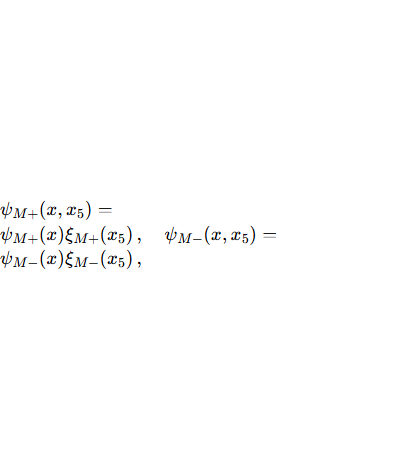 ψ_{M+}(x, x_5) =
ψ_{M+}(x)ξ_{M+}(x_5) ,    ψ_{M−}(x, x_5) =
ψ_{M−}(x)ξ_{M−}(x_5) ,